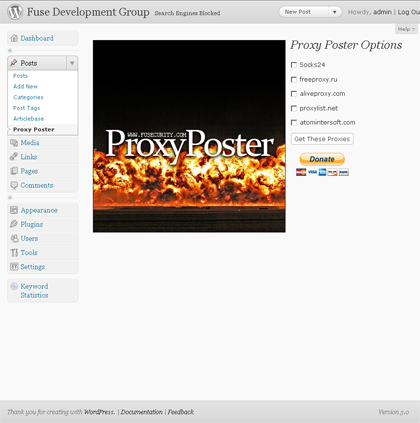 Fuse Development Group Search Engines Blocked New Post Howdy, admin | Log Ou
Help
Dashboard
Posts
Posts
Add New
Categories
Post Tags
Articlebase
Proxy Poster
Media
Links
Pages
Comments
Appearance
Plugins
Users
Tools
Settings
Keyword
Statistics
WWW.FUSECURITY.COM
ProxyPoster
Proxy Poster Options
Socks24
freeproxy.ru
aliveproxy.com
proxylist.net
atomintersoft.com
Get These Proxies
Donate
VISA
Thank you for creating with WordPress. | Documentation | Feedback Version 3.0